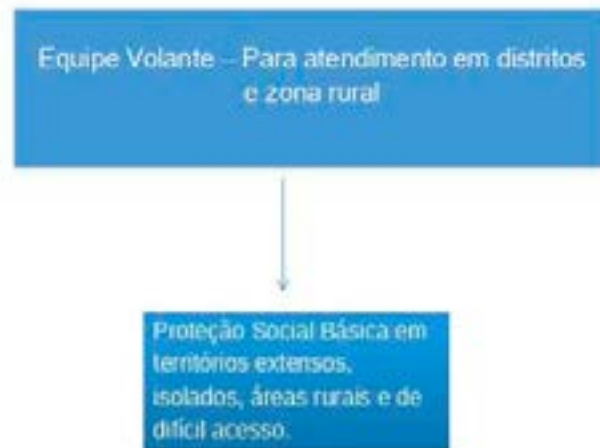 Equipe Volante – Para atendimento em distritos
e zona rural
Proteção Social Básica em
territórios extensos,
isolados, áreas rurais e de
difícil acesso.